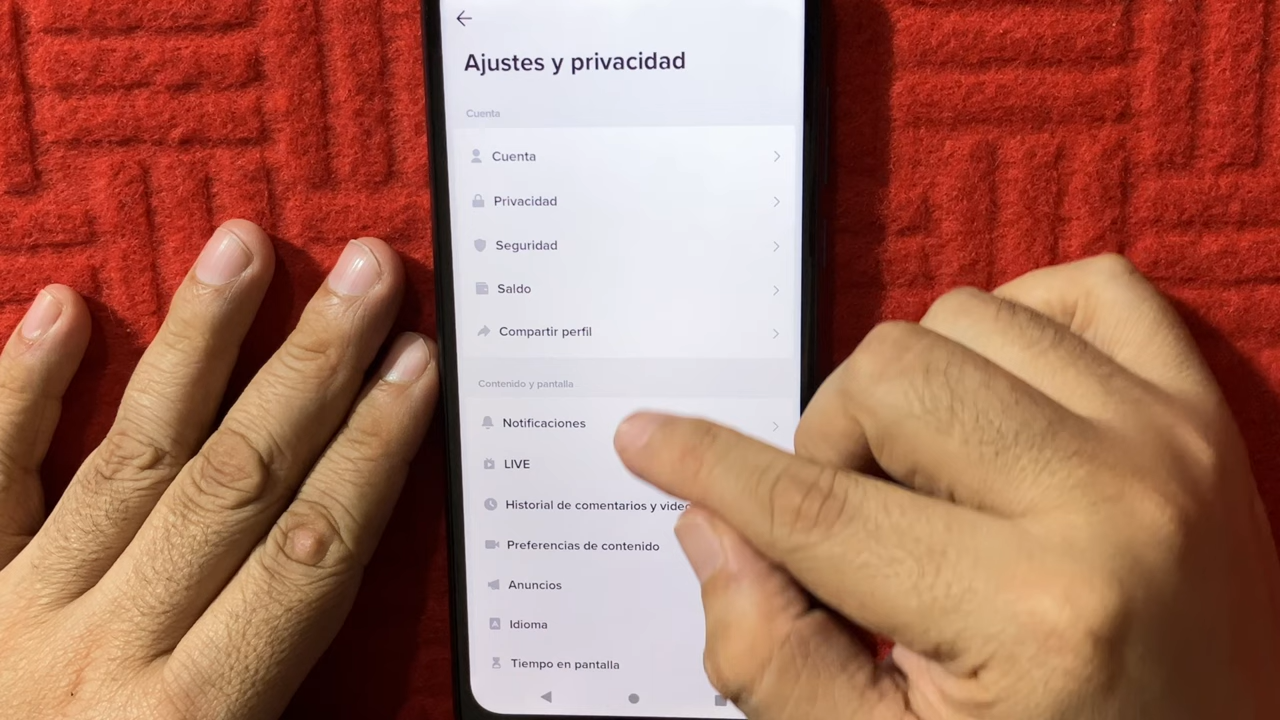 Ajustes y privacidad
Cuenta
Cuenta
Privacidad
Seguridad
Saldo
Compartir perfil
Contenido y pantalla
Notificaciones
LIVE
Historial de comentarios y
Preferencias de contenido
Anuncios
Idioma
Tiempo en pantalla